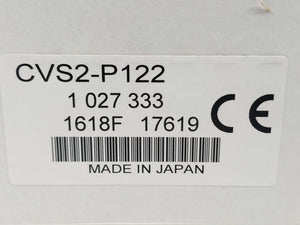 CVS2-P122
1 027 333
1618F 17619
CE
MADE IN JAPAN